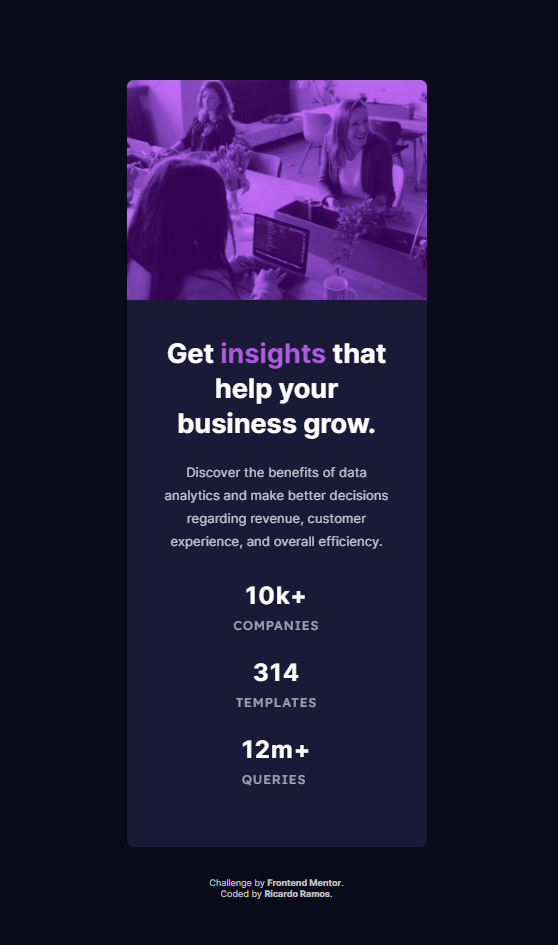 Get insights that
help your
business grow.
Discover the benefits of data
analytics and make better decisions
regarding revenue, customer
experience, and overall efficiency.
10k+
COMPANIES
314
TEMPLATES
12m+
QUERIES
Challenge by Frontend Mentor.
Coded by Ricardo Ramos.